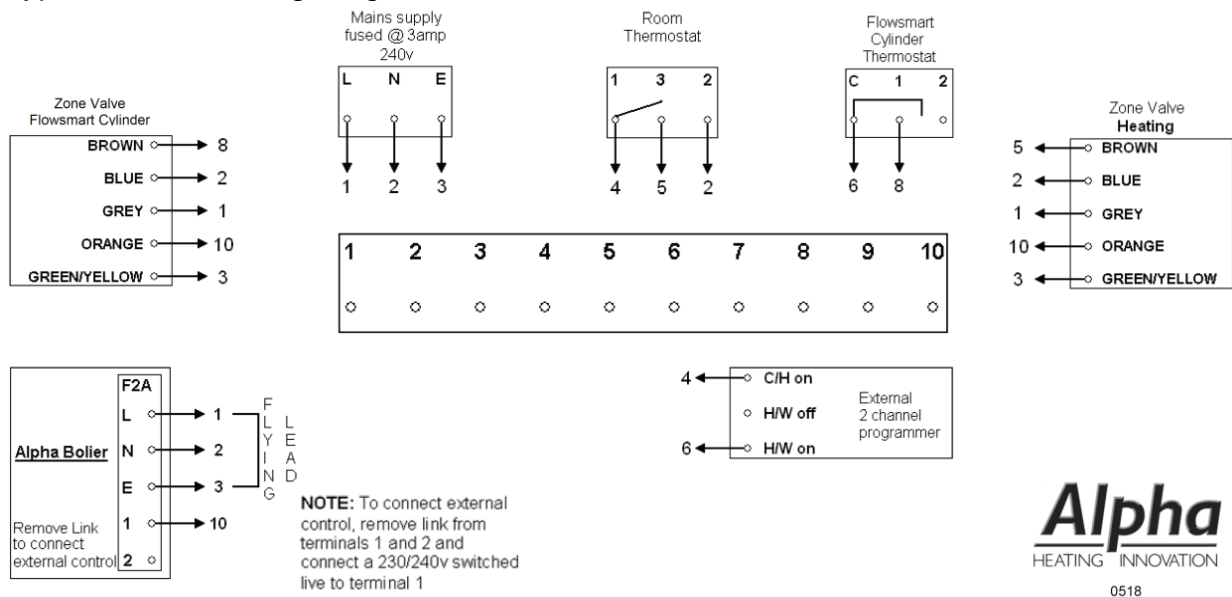 Mains supply
fused @ 3amp
240v
L N E
1 2 3
Room
Thermostat
1 3 2
4 5 2
Flowsmart
Cylinder
Thermostat
C 1 2
6 8
Zone Valve
Flowsmart Cylinder
BROWN 8
BLUE 2
GREY 1
ORANGE 10
GREEN/YELLOW 3
Zone Valve
Heating
5 BROWN
2 BLUE
1 GREY
10 ORANGE
3 GREEN/YELLOW
1 2 3 4 5 6 7 8 9 10
Alpha Bolier
F2A
L 1
N 2
E 3
1 10
2
Remove Link
to connect
external control
FLYING
LEAD
NOTE: To connect external
control, remove link from
terminals 1 and 2 and
connect a 230/240v switched
live to terminal 1
4 C/H on
H/W off
6 H/W on
External
2 channel
programmer
Alpha
HEATING INNOVATION
0518